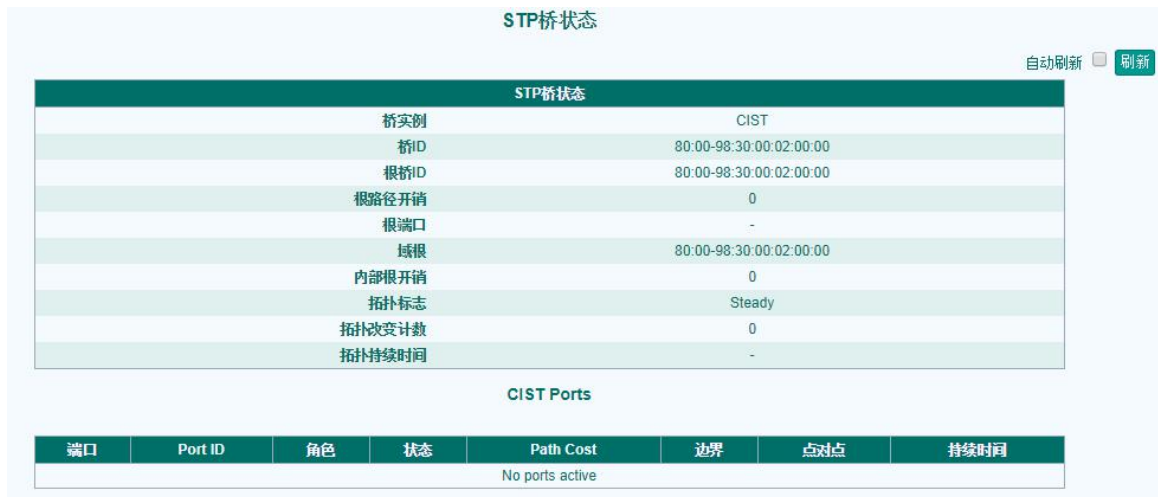 STP桥状态
自动刷新 刷新
STP桥状态
桥实例 CIST
桥ID 80:00-98:30:00:02:00:00
根桥ID 80:00-98:30:00:02:00:00
根路径开销 0
根端口 -
域根 80:00-98:30:00:02:00:00
内部根开销 0
拓扑标志 Steady
拓扑改变计数 0
拓扑持续时间 -
CIST Ports
端口 Port ID 角色 状态 Path Cost 边界 点对点 持续时间
No ports active